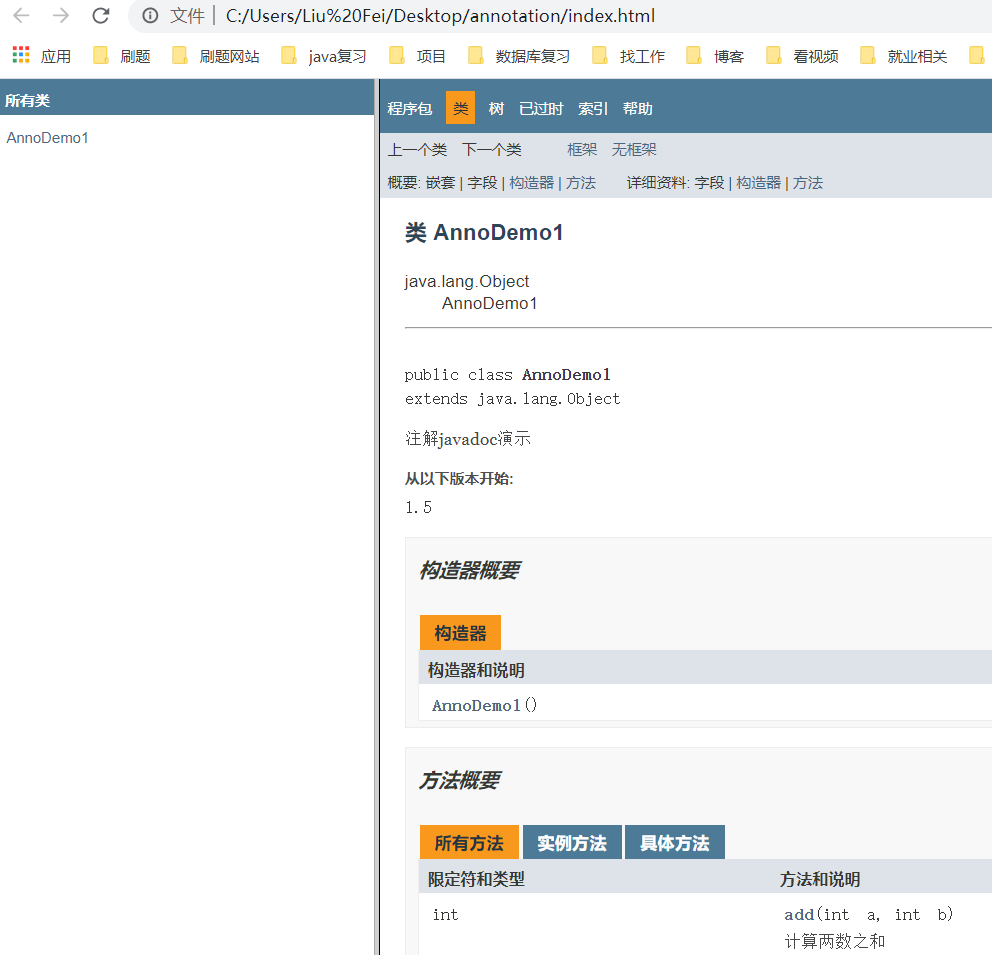 文件 | C:/Users/Liu%20Fei/Desktop/annotation/index.html
应用 刷题 刷题网站 java复习 项目 数据库复习 找工作 博客 看视频 就业相关
所有类
AnnoDemo1
程序包 类 树 已过时 索引 帮助
上一个类 下一个类 框架 无框架
概要: 嵌套 | 字段 | 构造器 | 方法 详细资料: 字段 | 构造器 | 方法
类 AnnoDemo1
java.lang.Object
AnnoDemo1
public class AnnoDemo1
extends java.lang.Object
注解javadoc演示
从以下版本开始:
1.5
构造器概要
构造器
构造器和说明
AnnoDemo1()
方法概要
所有方法 实例方法 具体方法
限定符和类型 方法和说明
int add(int a, int b)
计算两数之和